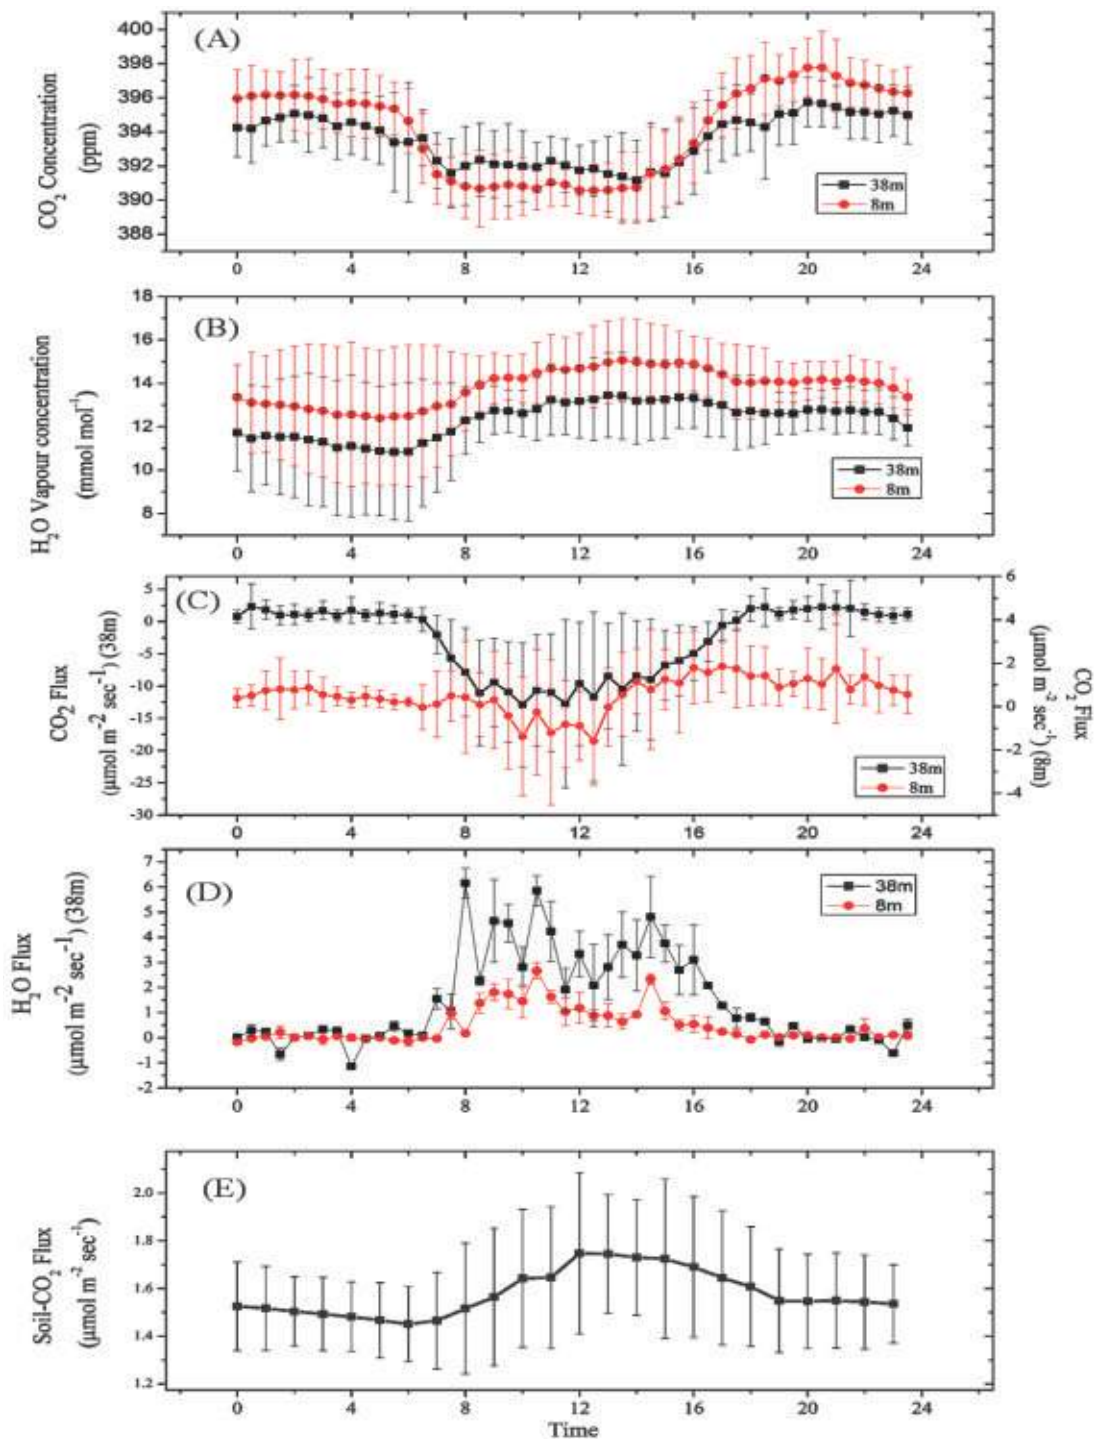 (A)
CO2 Concentration
(ppm)
400
398
396
394
392
390
388
38m
8m
0 4 8 12 16 20 24
(B)
H2O Vapour concentration
(mmol mol-1)
18
16
14
12
10
8
38m
8m
0 4 8 12 16 20 24
(C)
CO2 Flux
(μmol m-2 sec-1) (38m)
5
0
-5
-10
-15
-20
-25
-30
6
4
2
0
-2
-4
CO2 Flux
(μmol m-2 sec-1) (8m)
38m
8m
0 4 8 12 16 20 24
(D)
H2O Flux
(μmol m-2 sec-1) (38m)
7
6
5
4
3
2
1
0
-1
-2
38m
8m
0 4 8 12 16 20 24
(E)
Soil-CO2 Flux
(μmol m-2 sec-1)
2.0
1.8
1.6
1.4
1.2
0 4 8 12 16 20 24
Time